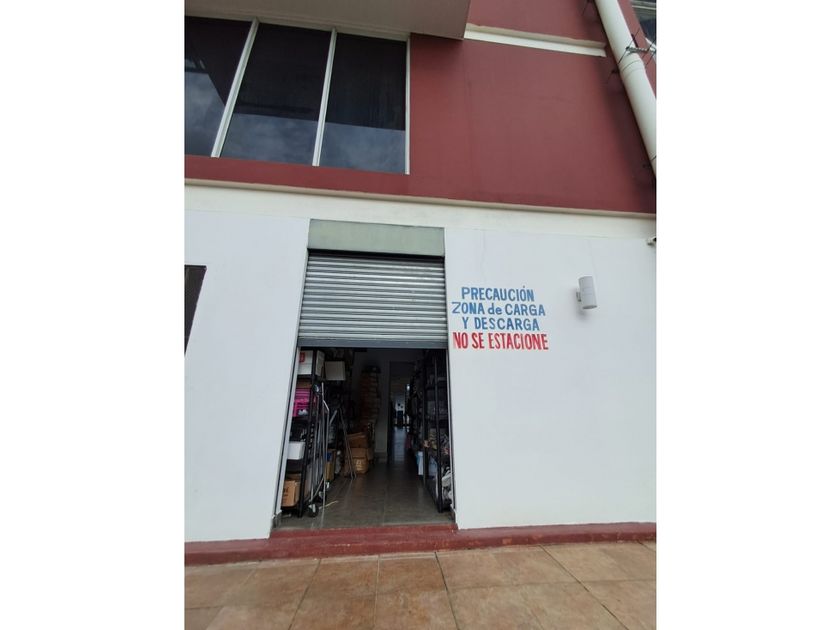 PRECAUCIÓN
ZONA de CARGA
Y DESCARGA
NO SE ESTACIONE